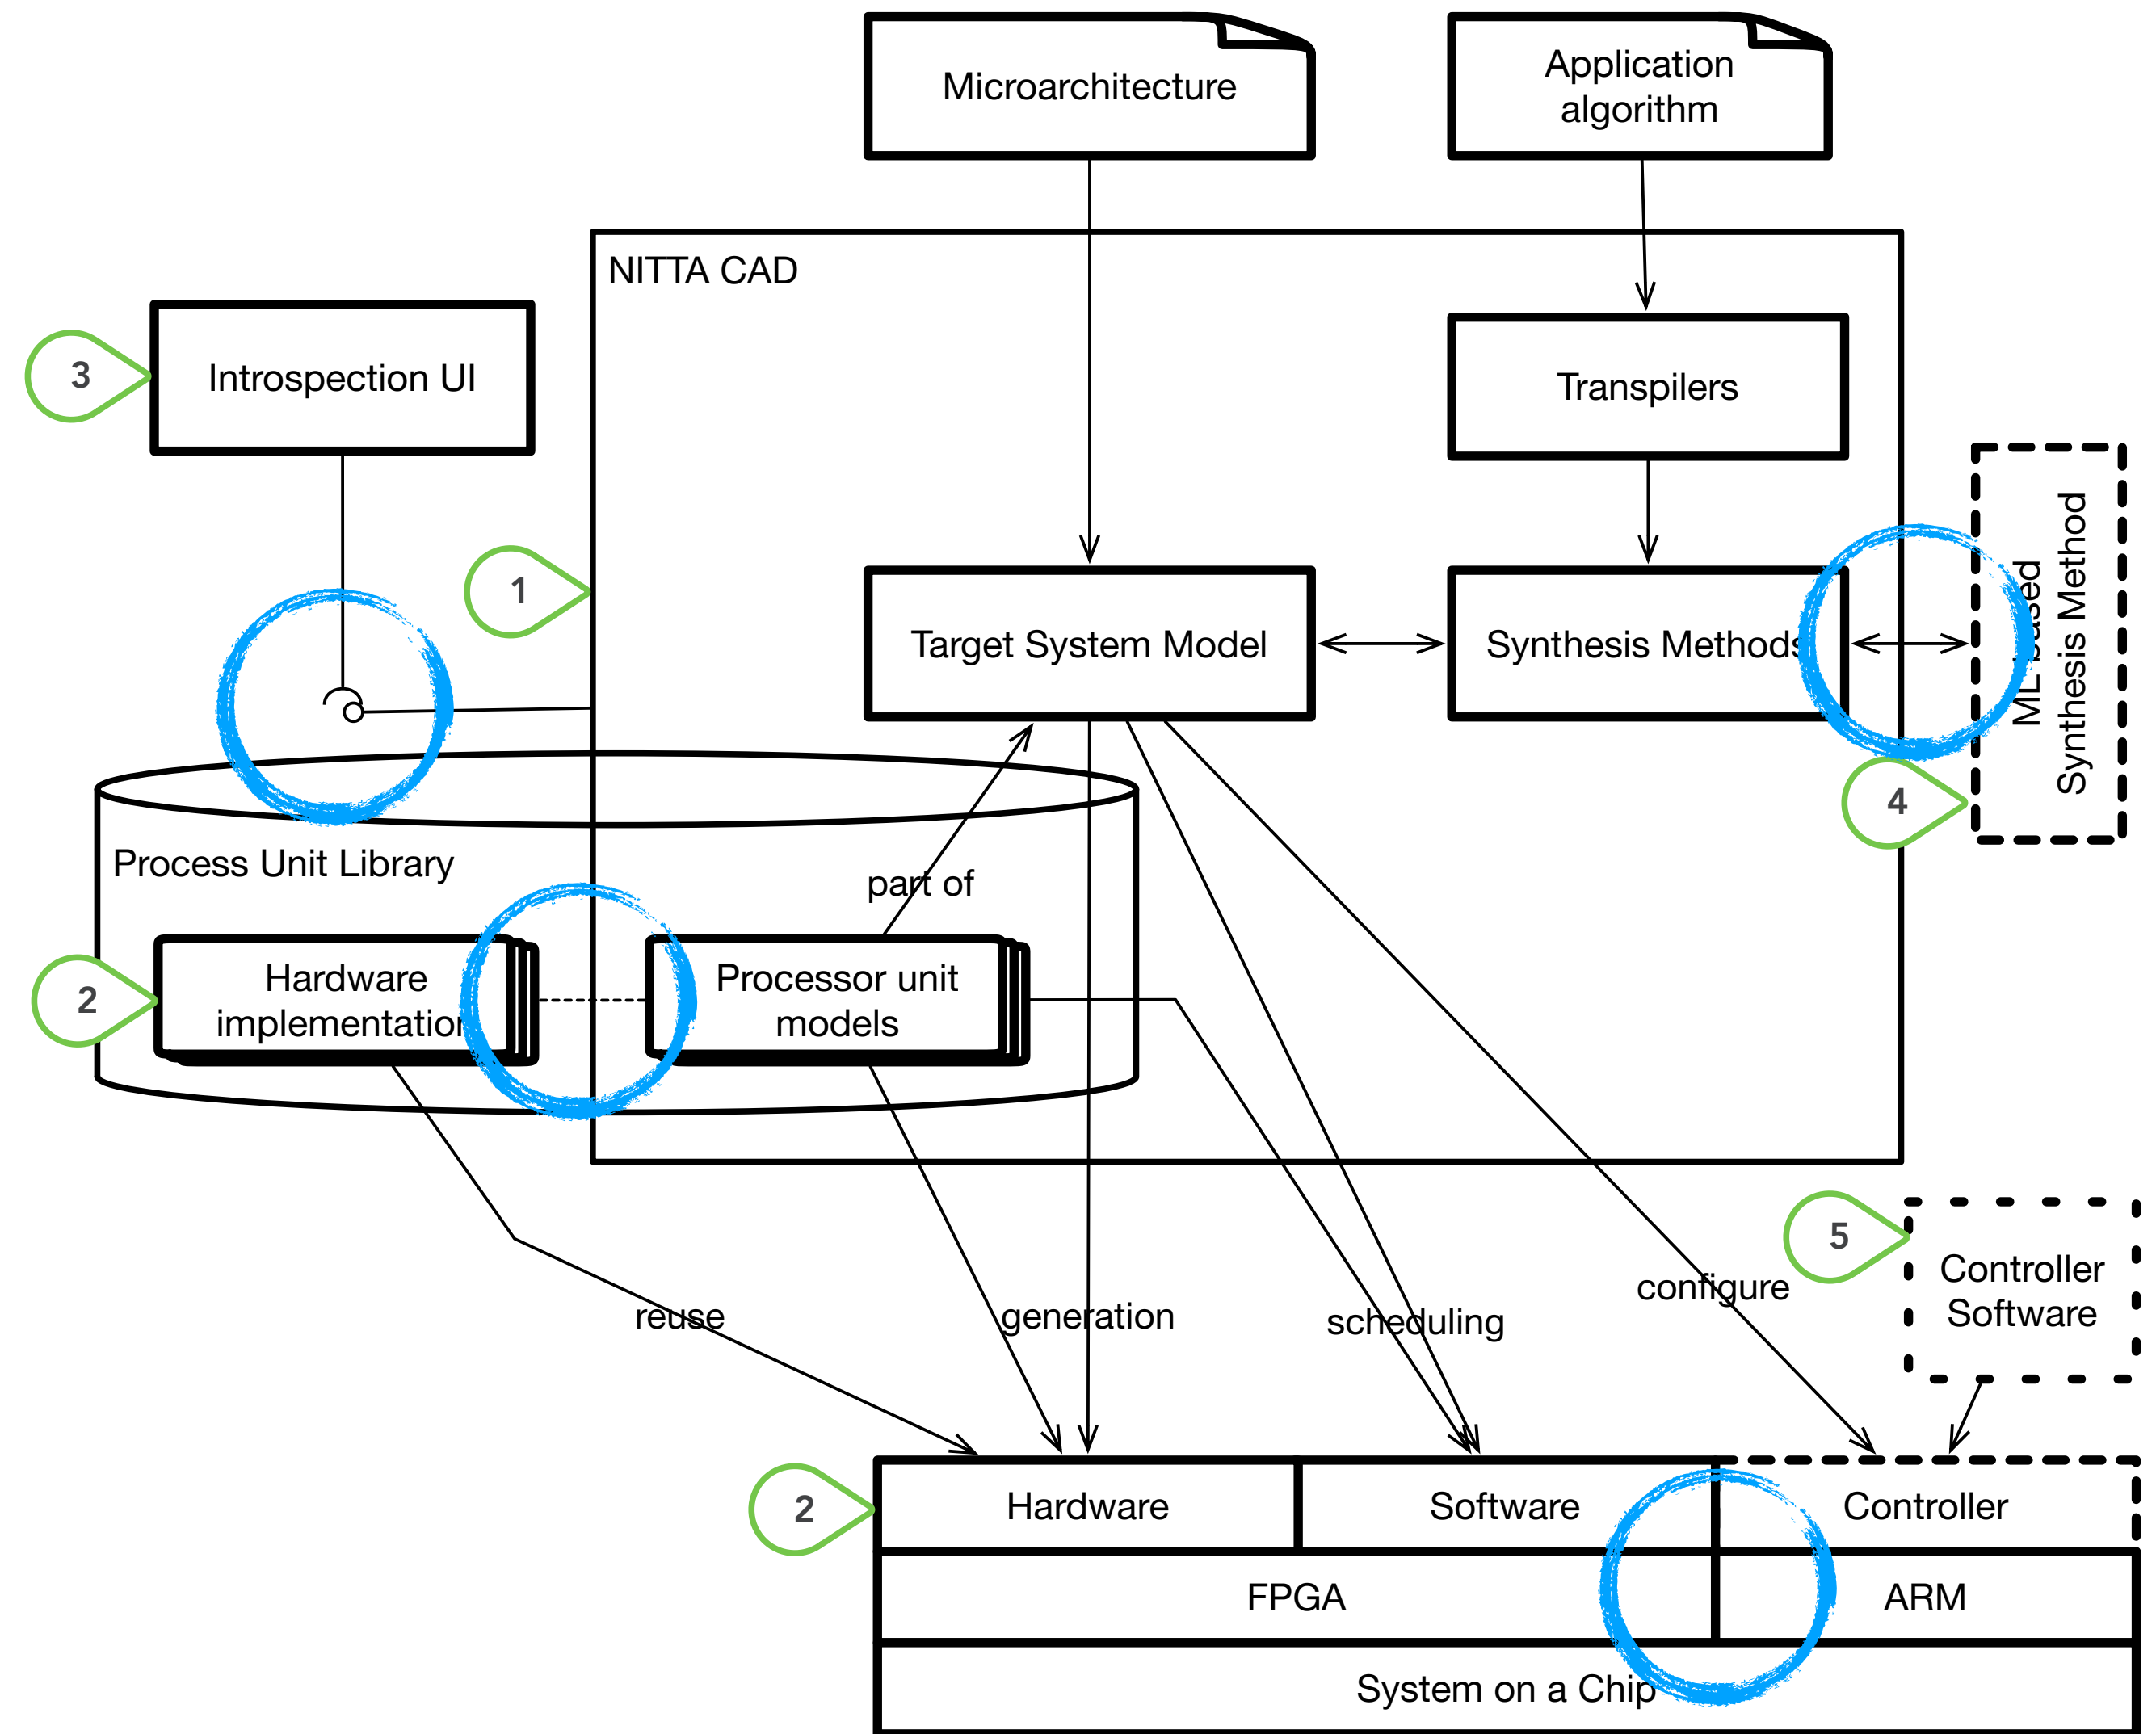 Microarchitecture
Application
algorithm
NITTA CAD
3
Introspection UI
Transpilers
1
Target System Model
Synthesis Methods
ML-based
Synthesis Method
4
Process Unit Library
part of
2
Hardware
implementation
Processor unit
models
5
Controller
Software
reuse
generation
scheduling
configure
2
Hardware
Software
Controller
FPGA
ARM
System on a Chip